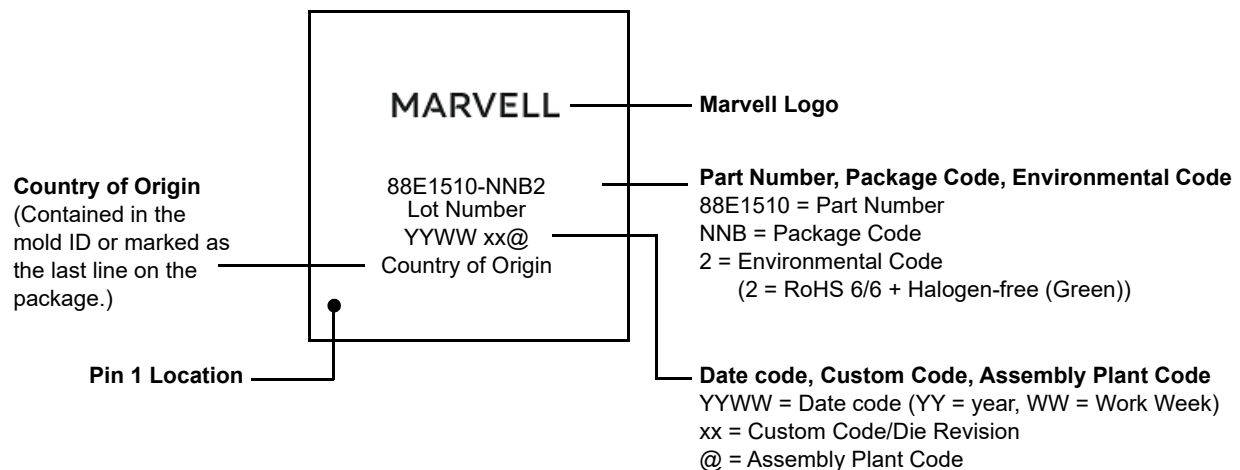 MARVELL
Marvell Logo
Country of Origin
(Contained in the
mold ID or marked as
the last line on the
package.)
88E1510-NNB2
Lot Number
YYWW xx@
Country of Origin
Part Number, Package Code, Environmental Code
88E1510 = Part Number
NNB = Package Code
2 = Environmental Code
(2 = RoHS 6/6 + Halogen-free (Green))
Pin 1 Location
Date code, Custom Code, Assembly Plant Code
YYWW = Date code (YY = year, WW = Work Week)
xx = Custom Code/Die Revision
@ = Assembly Plant Code